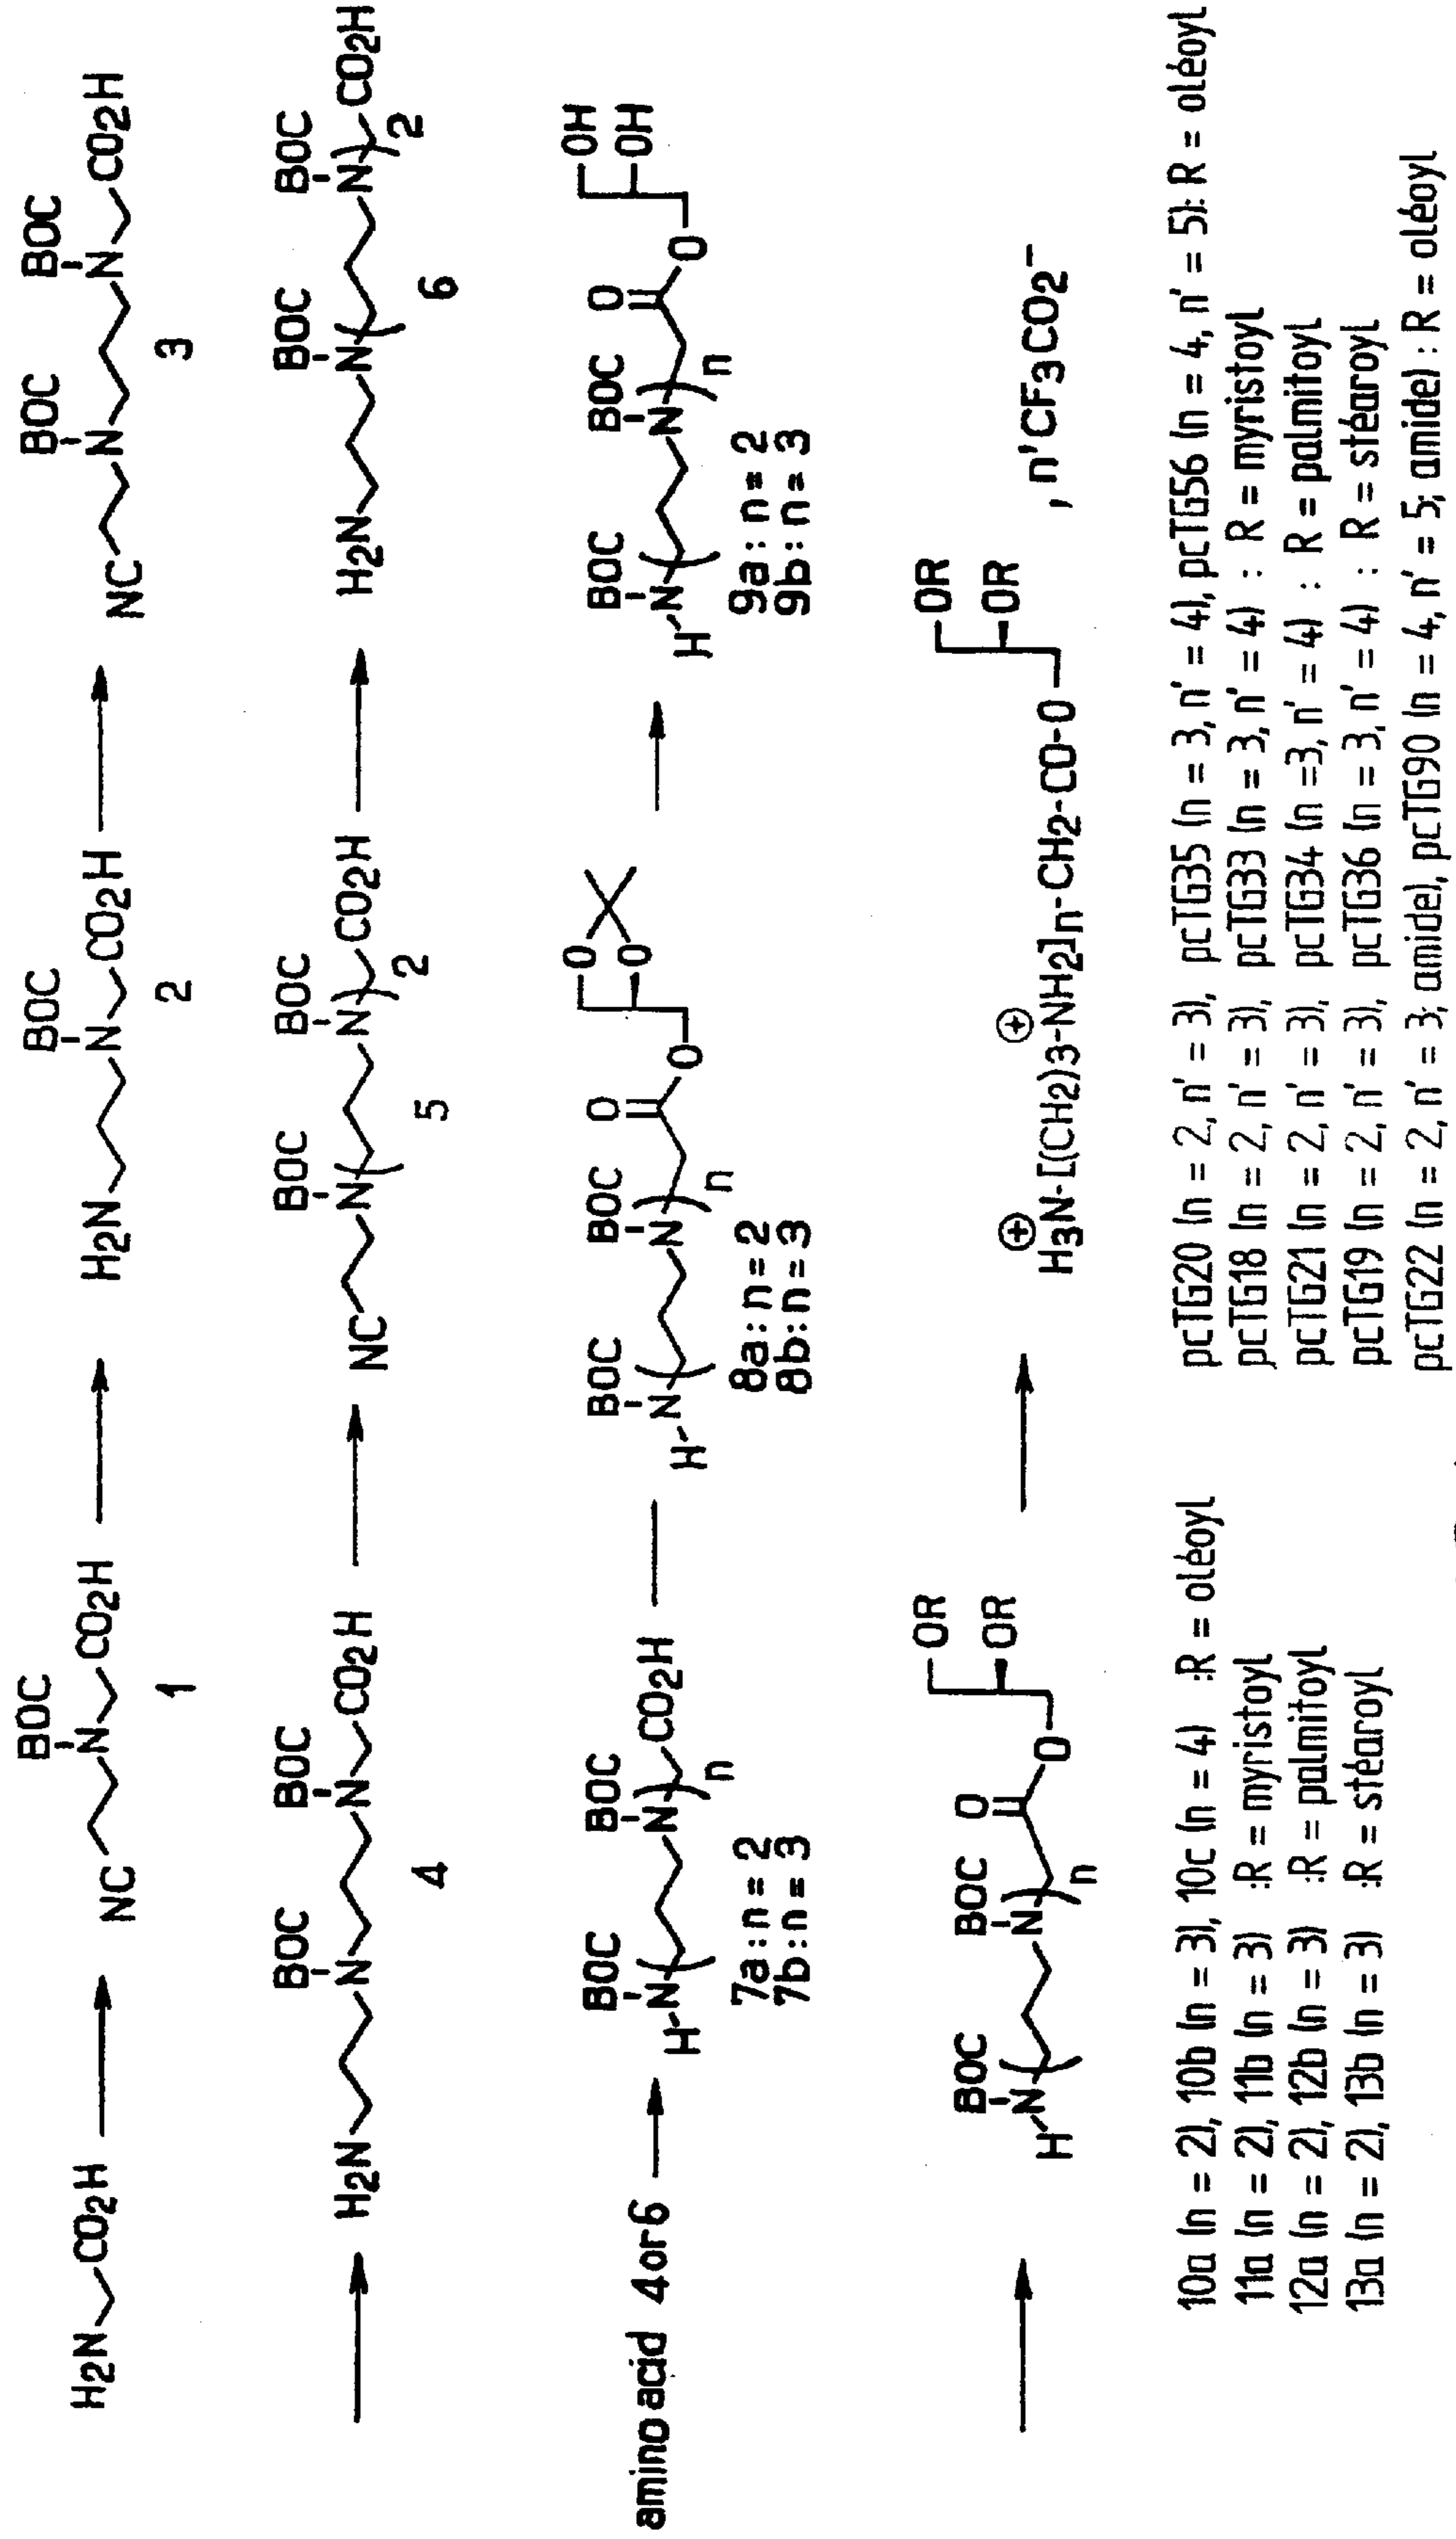 BOC BOC BOC BOC
H2N CO2H NC N CO2H H2N N CO2H NC N N CO2H
1 2 3
BOC BOC BOC BOC BOC BOC
H2N N N CO2H NC N ( N ) 2 CO2H H2N N ( N ) 2 CO2H
4 5 6
BOC BOC BOC BOC O O O BOC BOC O OH OH
amino acid 4 or 6 H-N ( N ) n CO2H H-N ( N ) n O H-N ( N ) n O
7a: n = 2 8a: n = 2 9a: n = 2
7b: n = 3 8b: n = 3 9b: n = 3
BOC BOC O OR OR OR OR
H-N ( N ) n O ⊕H3N-[(CH2)3-⊕NH2]n-CH2-CO-O , n'CF3CO2−
10a (n = 2), 10b (n = 3), 10c (n = 4) :R = oléoyl
11a (n = 2), 11b (n = 3) :R = myristoyl
12a (n = 2), 12b (n = 3) :R = palmitoyl
13a (n = 2), 13b (n = 3) :R = stéaroyl
pcTG20 (n = 2, n' = 3), pcTG35 (n = 3, n' = 4), pcTG56 (n = 4, n' = 5): R = oléoyl
pcTG18 (n = 2, n' = 3), pcTG33 (n = 3, n' = 4) : R = myristoyl
pcTG21 (n = 2, n' = 3), pcTG34 (n =3, n' = 4) : R = palmitoyl
pcTG19 (n = 2, n' = 3), pcTG36 (n = 3, n' = 4) : R = stéaroyl
pcTG22 (n = 2, n' = 3; amide), pcTG90 (n = 4, n' = 5; amide) : R = oléoyl